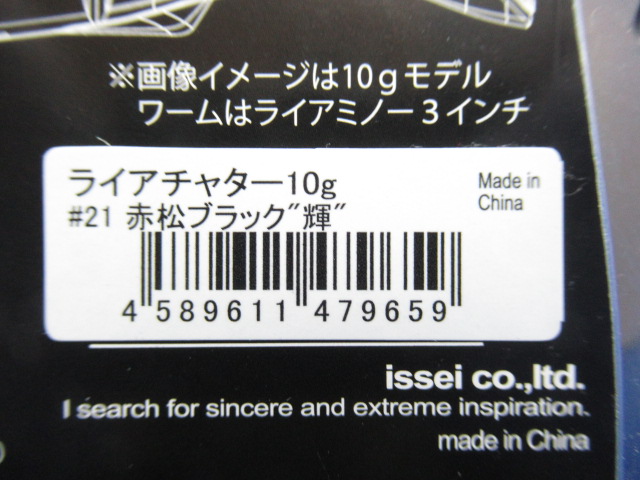 ※画像イメージは10gモデル
ワームはライアミノー3インチ
ライアチャター10g
Made in
China
#21 赤松ブラック"輝"
4 589611 479659
issei co.,ltd.
I search for sincere and extreme inspiration.
made in China